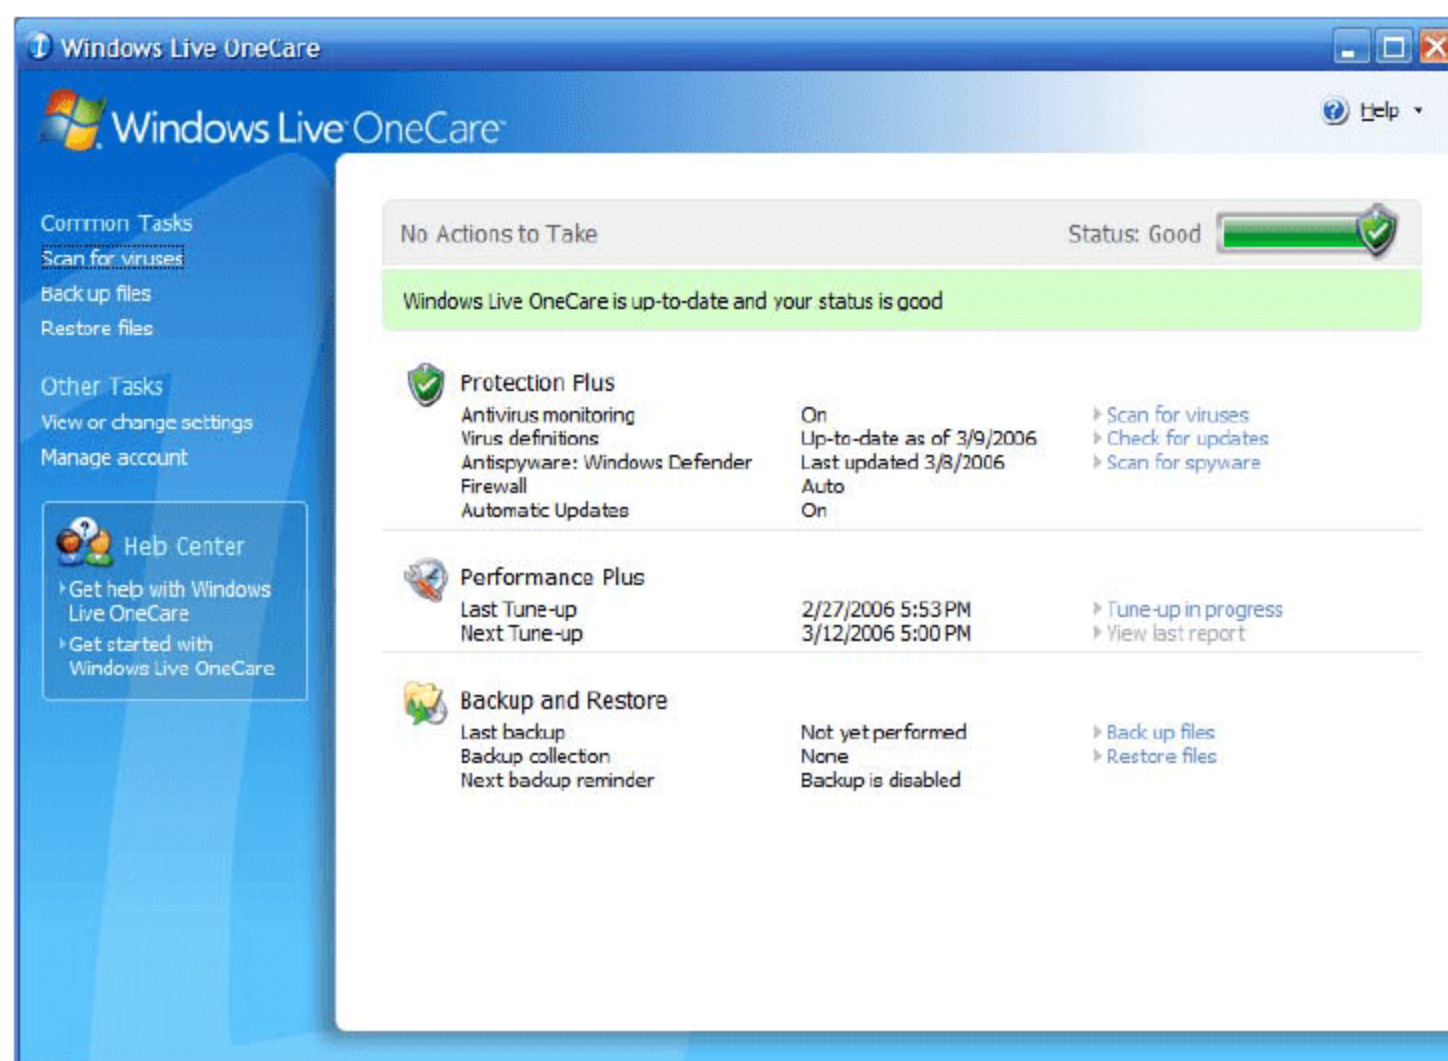 Windows Live OneCare
Windows Live OneCare
Help
Common Tasks
Scan for viruses
Back up files
Restore files
Other Tasks
View or change settings
Manage account
Help Center
Get help with Windows
Live OneCare
Get started with
Windows Live OneCare
No Actions to Take
Status: Good
Windows Live OneCare is up-to-date and your status is good
Protection Plus
Antivirus monitoring On Scan for viruses
Virus definitions Up-to-date as of 3/9/2006 Check for updates
Antispyware: Windows Defender Last updated 3/8/2006 Scan for spyware
Firewall Auto
Automatic Updates On
Performance Plus
Last Tune-up 2/27/2006 5:53 PM Tune-up in progress
Next Tune-up 3/12/2006 5:00 PM View last report
Backup and Restore
Last backup Not yet performed Back up files
Backup collection None Restore files
Next backup reminder Backup is disabled